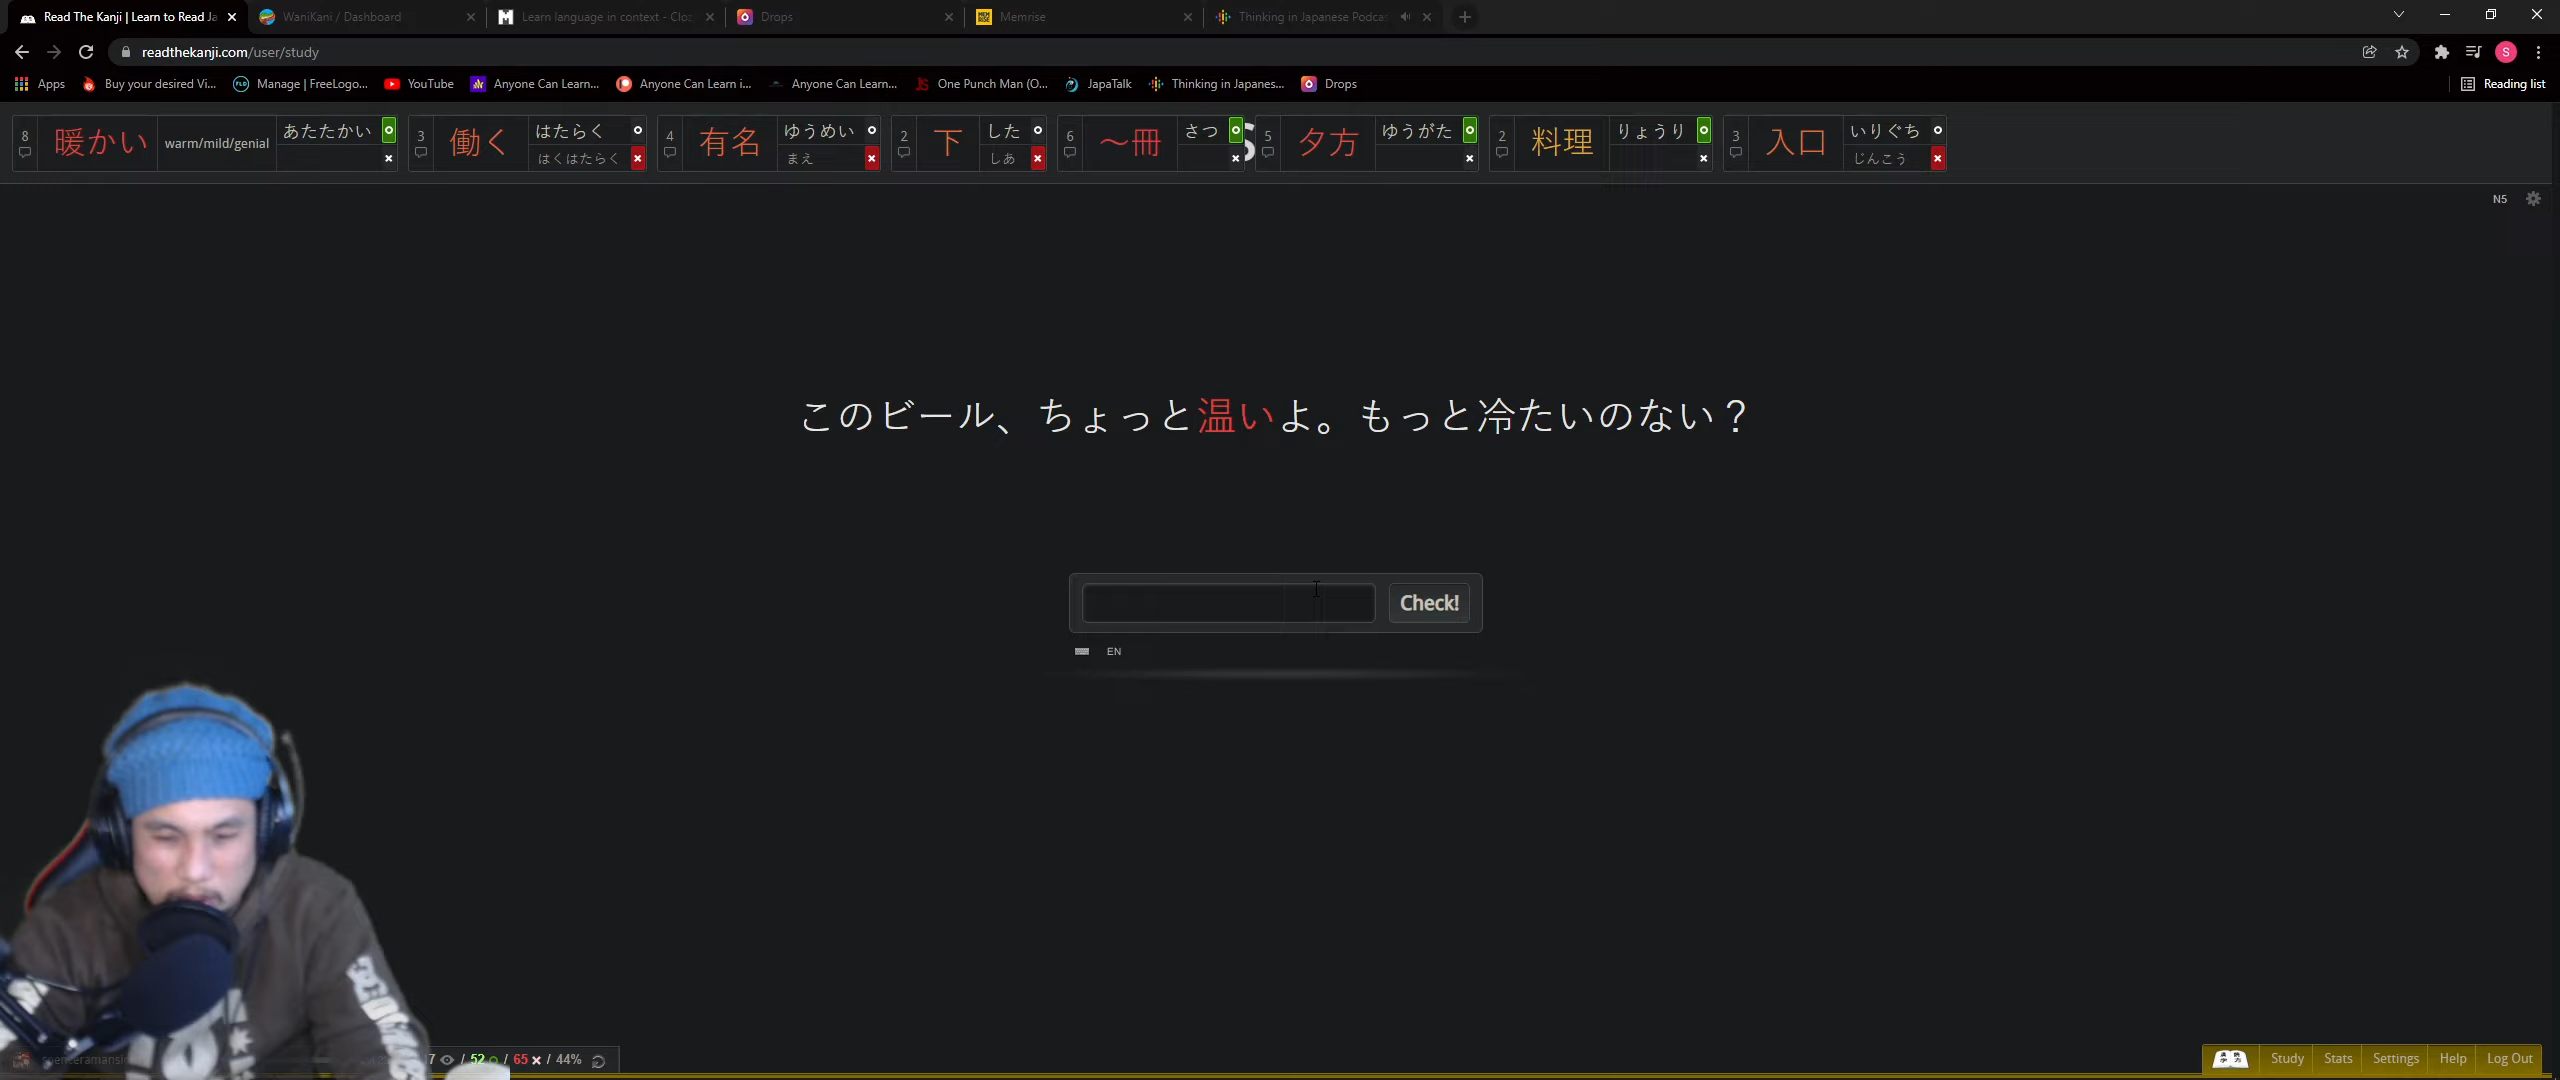 Read The Kanji | Learn to Read Ja
WaniKani / Dashboard
Learn language in context - Cloz
Drops
Memrise
Thinking in Japanese Podcas
readthekanji.com/user/study
Apps
Buy your desired Vi...
Manage | FreeLogo...
YouTube
Anyone Can Learn...
Anyone Can Learn i...
Anyone Can Learn...
One Punch Man (O...
JapaTalk
Thinking in Japanes...
Drops
Reading list
8 暖かい warm/mild/genial あたたかい
3 働く はたらく
はくはたらく
4 有名 ゆうめい
まえ
2 下 した
しあ
6 〜冊 さつ
5 夕方 ゆうがた
2 料理 りょうり
3 入口 いりぐち
じんこう
N5
このビール、ちょっと温いよ。もっと冷たいのない？
Check!
EN
7 / 52 / 65 / 44%
Study
Stats
Settings
Help
Log Out